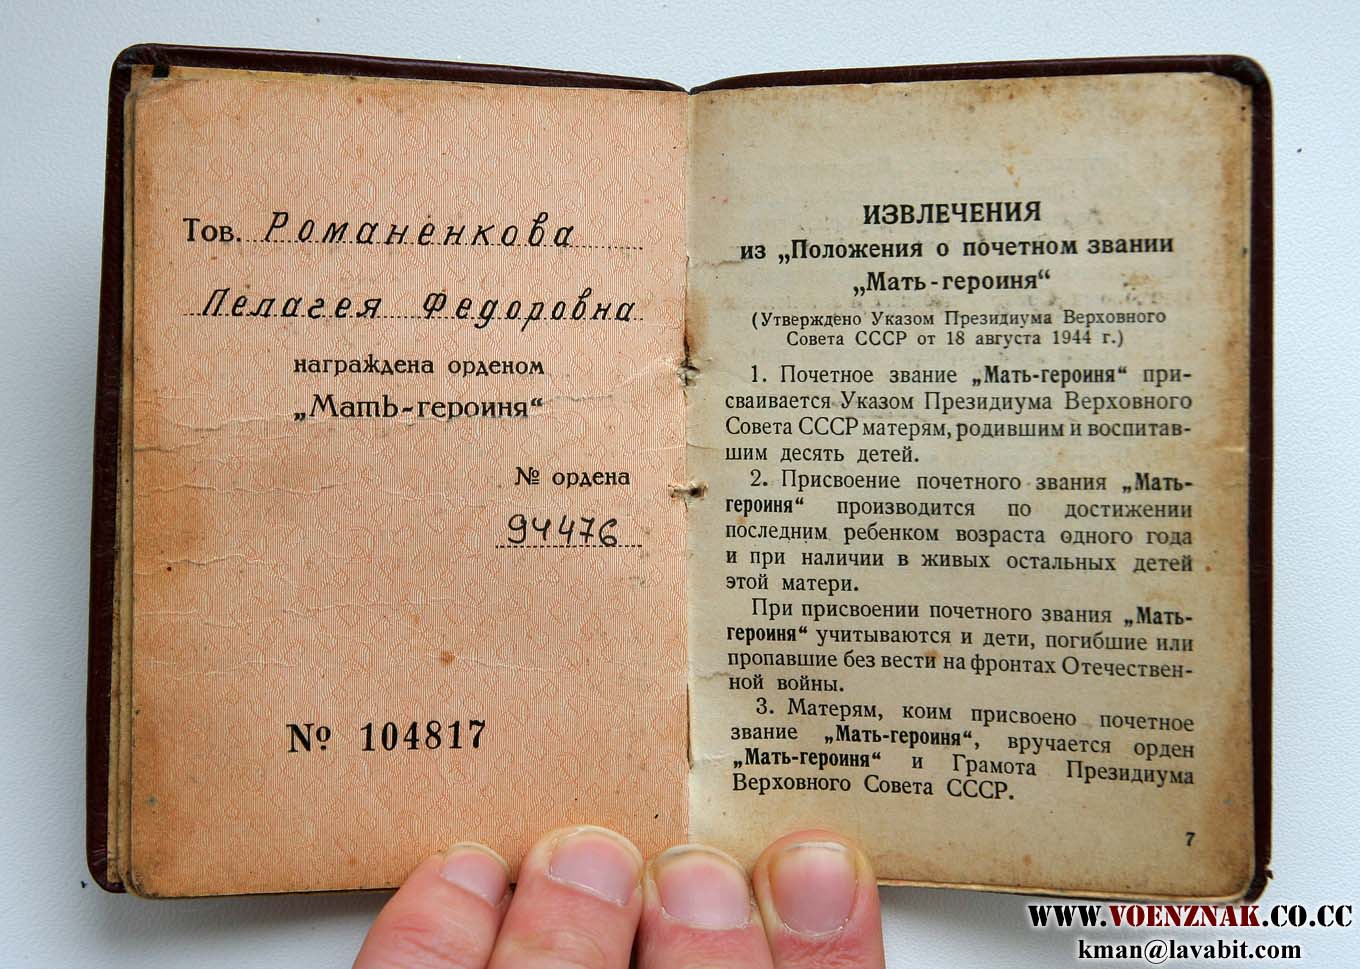 Тов. Романенкова
Пелагея Федоровна
награждена орденом
„Мать-героиня“
№ ордена
94476
№ 104817
ИЗВЛЕЧЕНИЯ
из „Положения о почетном звании
„Мать-героиня“
(Утверждено Указом Президиума Верховного
Совета СССР от 18 августа 1944 г.)
1. Почетное звание „Мать-героиня“ при-
сваивается Указом Президиума Верховного
Совета СССР матерям, родившим и воспитав-
шим десять детей.
2. Присвоение почетного звания „Мать-
героиня“ производится по достижении
последним ребенком возраста одного года
и при наличии в живых остальных детей
этой матери.
При присвоении почетного звания „Мать-
героиня“ учитываются и дети, погибшие или
пропавшие без вести на фронтах Отечествен-
ной войны.
3. Матерям, коим присвоено почетное
звание „Мать-героиня“, вручается орден
„Мать-героиня“ и Грамота Президиума
Верховного Совета СССР.
7
WWW.VOENZNAK.CO.CC
kman@lavabit.com